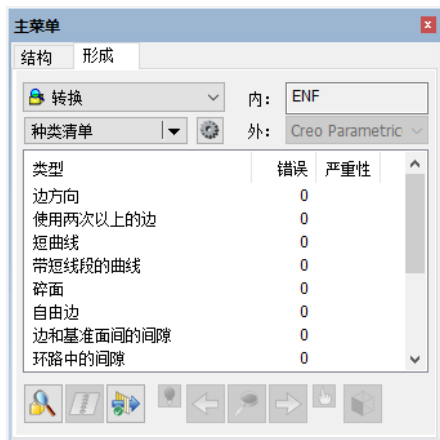 主菜单
结构 形成
转换 内: ENF
种类清单 外: Creo Parametric
类型 错误 严重性
边方向 0
使用两次以上的边 0
短曲线 0
带短线段的曲线 0
碎面 0
自由边 0
边和基准面间的间隙 0
环路中的间隙 0